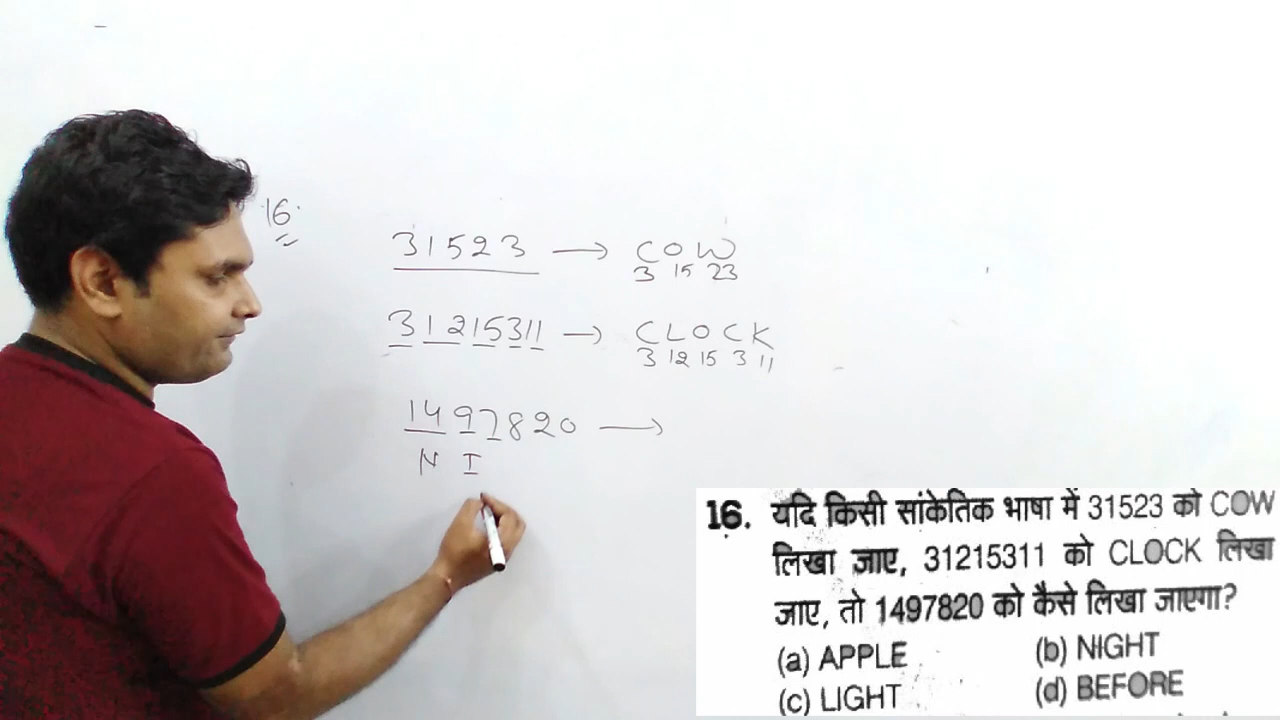 16.
31523 → COW
3 15 23
31215311 → CLOCK
3 12 15 3 11
1497820 →
N I
16. यदि किसी सांकेतिक भाषा में 31523 को COW
लिखा जाए, 31215311 को CLOCK लिखा
जाए, तो 1497820 को कैसे लिखा जाएगा?
(a) APPLE (b) NIGHT
(c) LIGHT (d) BEFORE